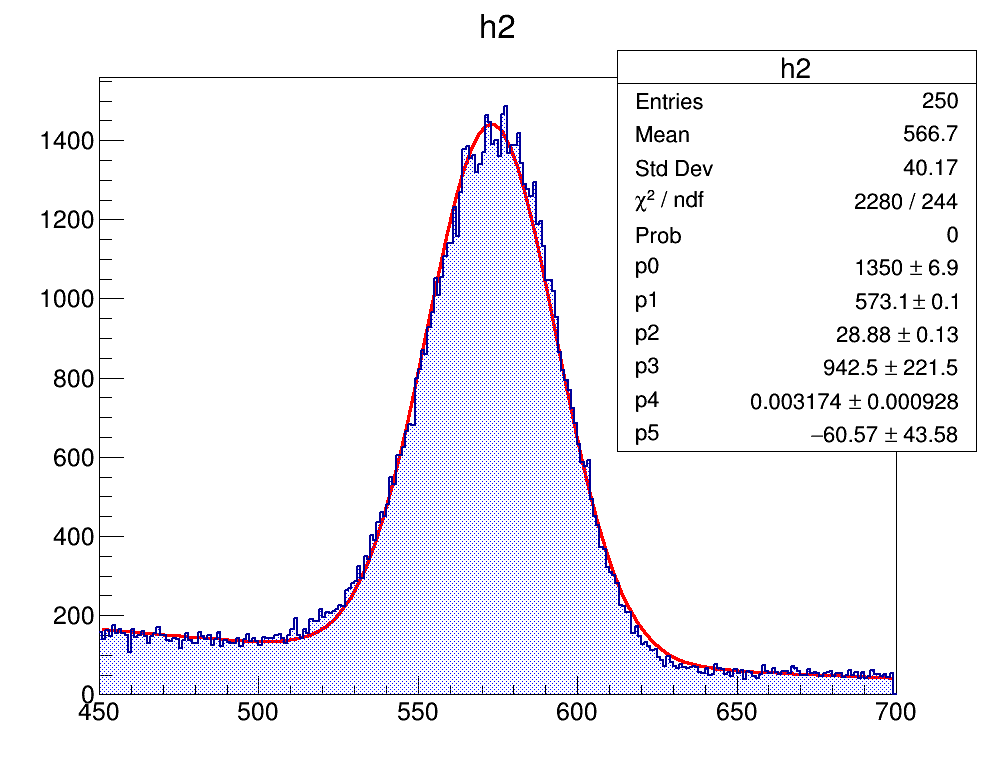 h2
h2
Entries 250
Mean 566.7
Std Dev 40.17
χ² / ndf 2280 / 244
Prob 0
p0 1350 ± 6.9
p1 573.1 ± 0.1
p2 28.88 ± 0.13
p3 942.5 ± 221.5
p4 0.003174 ± 0.000928
p5 −60.57 ± 43.58
1400
1200
1000
800
600
400
200
0
450 500 550 600 650 700